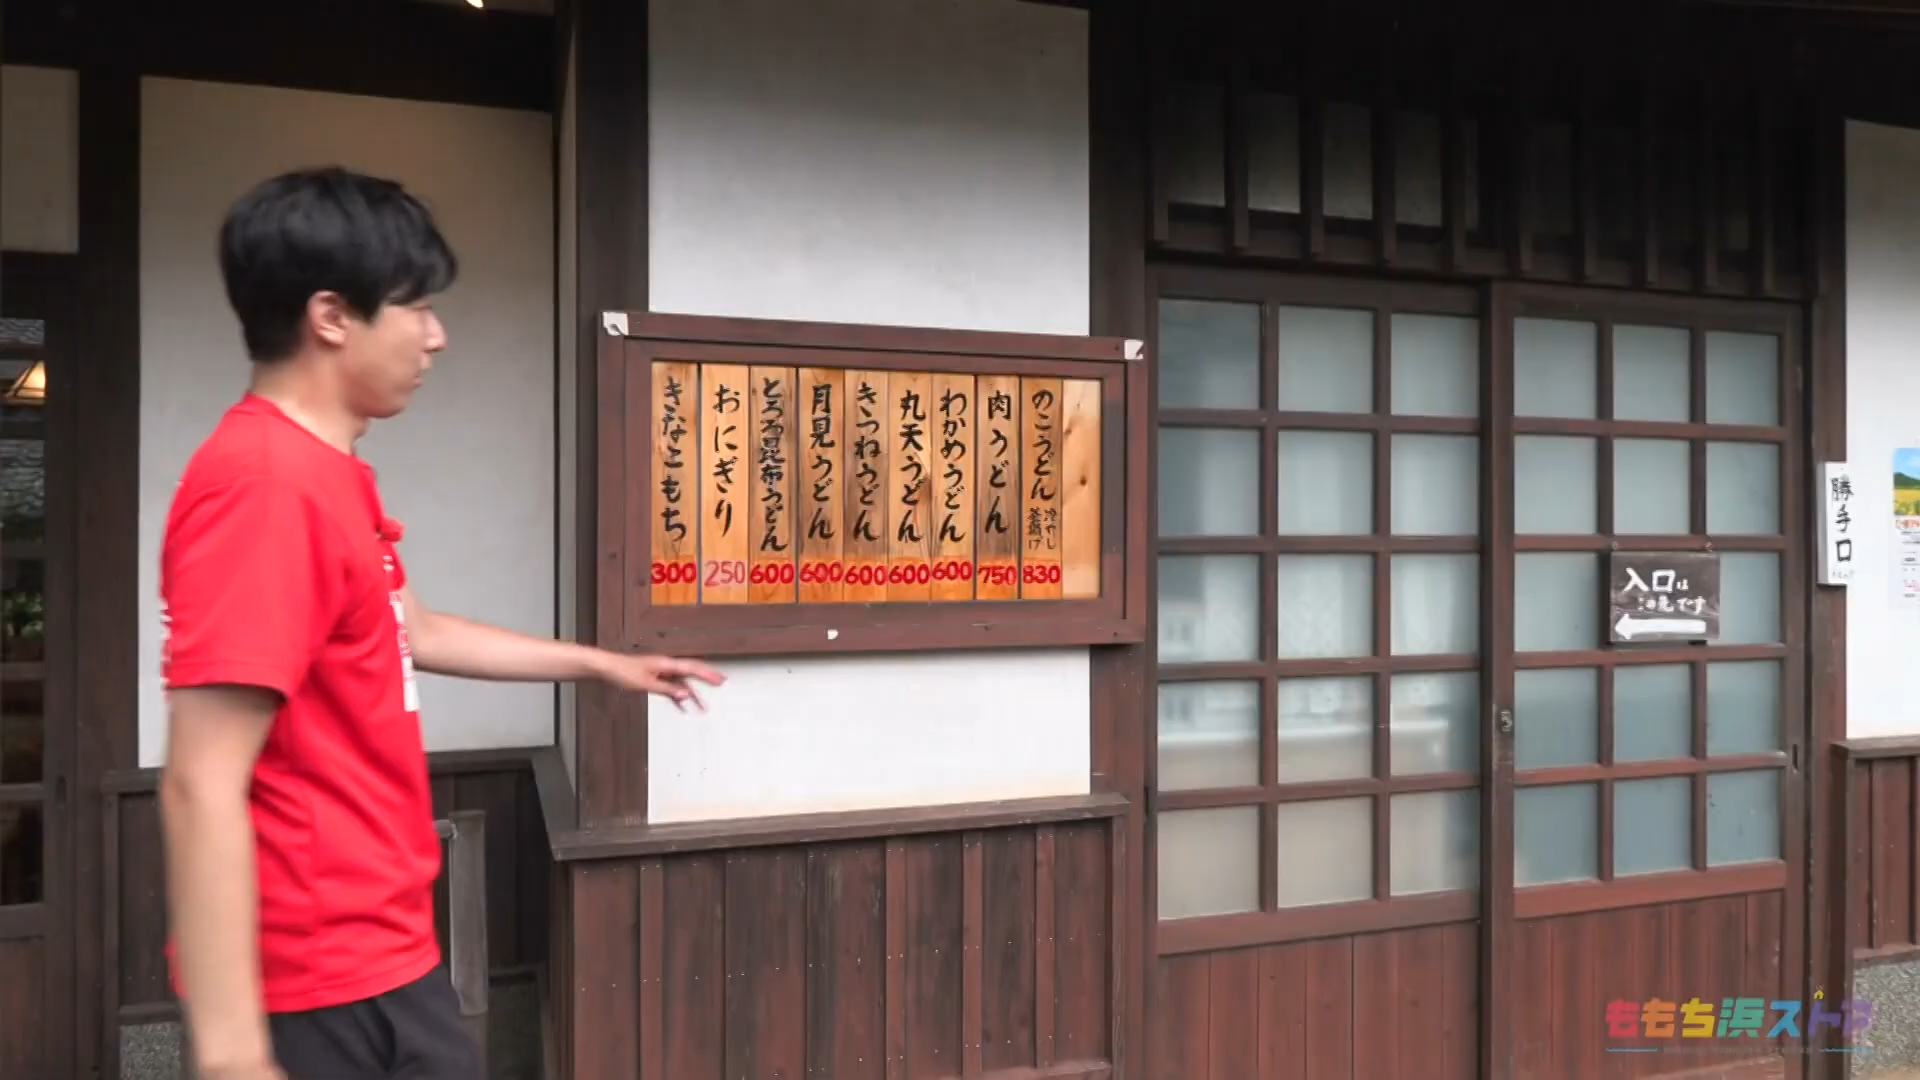 のこうどん 冷やし 釜揚げ 830
肉うどん 750
わかめうどん 600
丸天うどん 600
きつねうどん 600
月見うどん 600
とろろ昆布うどん 600
おにぎり 250
きなこもち 300
勝手口
入口は
です
ももち浜ストア